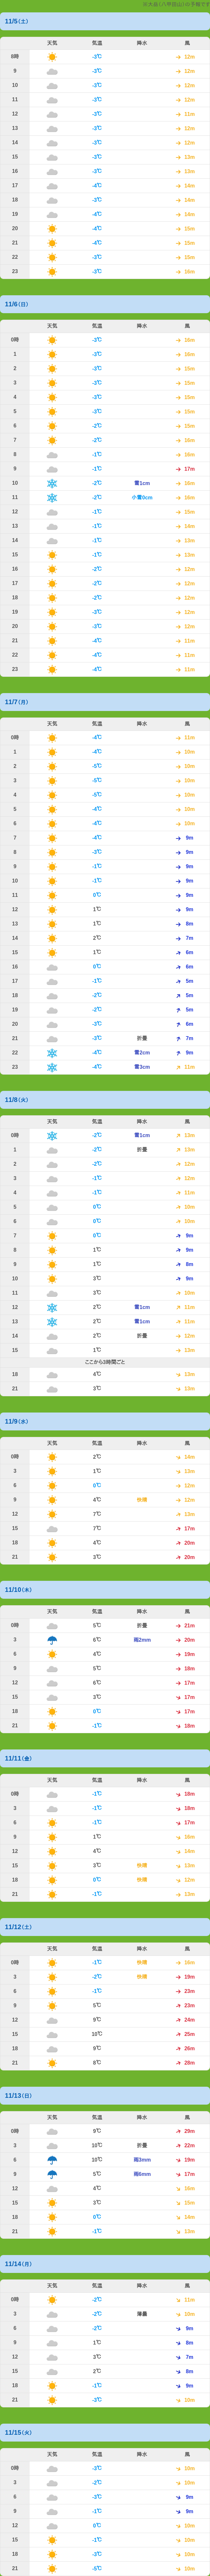 (八甲田山)の予報です
11/5(土)
天気 気温 降水 風
8時 -3℃ 12m
9 -3℃ 12m
10 -3℃ 12m
11 -3℃ 12m
12 -3℃ 11m
13 -3℃ 12m
14 -3℃ 12m
15 -3℃ 13m
16 -3℃ 13m
17 -4℃ 14m
18 -3℃ 14m
19 -4℃ 14m
20 -4℃ 15m
21 -4℃ 15m
22 -3℃ 15m
23 -3℃ 16m
11/6(日)
天気 気温 降水 風
0時 -3℃ 16m
1 -3℃ 16m
2 -3℃ 15m
3 -3℃ 15m
4 -3℃ 15m
5 -3℃ 15m
6 -2℃ 15m
7 -2℃ 16m
8 -1℃ 16m
9 -1℃ 17m
10 -2℃ 雪1cm 16m
11 -2℃ 小雪0cm 16m
12 -1℃ 15m
13 -1℃ 14m
14 -1℃ 13m
15 -1℃ 13m
16 -2℃ 12m
17 -2℃ 12m
18 -2℃ 12m
19 -3℃ 12m
20 -3℃ 12m
21 -4℃ 11m
22 -4℃ 11m
23 -4℃ 11m
11/7(月)
天気 気温 降水 風
0時 -4℃ 11m
1 -4℃ 10m
2 -5℃ 10m
3 -5℃ 10m
4 -5℃ 10m
5 -4℃ 10m
6 -4℃ 10m
7 -4℃ 9m
8 -3℃ 9m
9 -1℃ 9m
10 -1℃ 9m
11 0℃ 9m
12 1℃ 9m
13 1℃ 8m
14 2℃ 7m
15 1℃ 6m
16 0℃ 6m
17 -1℃ 5m
18 -2℃ 5m
19 -2℃ 5m
20 -3℃ 6m
21 -3℃ 折畳 7m
22 -4℃ 雪2cm 9m
23 -4℃ 雪3cm 11m
11/8(火)
天気 気温 降水 風
0時 -2℃ 雪1cm 13m
1 -2℃ 折畳 13m
2 -2℃ 12m
3 -1℃ 12m
4 -1℃ 11m
5 0℃ 10m
6 0℃ 10m
7 0℃ 9m
8 1℃ 9m
9 1℃ 8m
10 3℃ 9m
11 3℃ 10m
12 2℃ 雪1cm 11m
13 2℃ 雪1cm 11m
14 2℃ 折畳 12m
15 1℃ 13m
ここから3時間ごと
18 4℃ 13m
21 3℃ 13m
11/9(水)
天気 気温 降水 風
0時 2℃ 14m
3 1℃ 13m
6 0℃ 12m
9 4℃ 快晴 12m
12 7℃ 13m
15 7℃ 17m
18 4℃ 20m
21 3℃ 20m
11/10(木)
天気 気温 降水 風
0時 5℃ 折畳 21m
3 6℃ 雨2mm 20m
6 4℃ 19m
9 5℃ 18m
12 6℃ 17m
15 3℃ 17m
18 0℃ 17m
21 -1℃ 18m
11/11(金)
天気 気温 降水 風
0時 -1℃ 18m
3 -1℃ 18m
6 -1℃ 17m
9 1℃ 16m
12 4℃ 14m
15 3℃ 快晴 13m
18 0℃ 快晴 12m
21 -1℃ 13m
11/12(土)
天気 気温 降水 風
0時 -1℃ 快晴 16m
3 -2℃ 快晴 19m
6 -1℃ 23m
9 5℃ 23m
12 9℃ 24m
15 10℃ 25m
18 9℃ 26m
21 8℃ 28m
11/13(日)
天気 気温 降水 風
0時 9℃ 29m
3 10℃ 折畳 22m
6 10℃ 雨3mm 19m
9 5℃ 雨6mm 17m
12 4℃ 16m
15 3℃ 15m
18 0℃ 14m
21 -1℃ 13m
11/14(月)
天気 気温 降水 風
0時 -2℃ 11m
3 -2℃ 薄曇 10m
6 -2℃ 9m
9 1℃ 8m
12 3℃ 7m
15 2℃ 8m
18 -1℃ 9m
21 -3℃ 10m
11/15(火)
天気 気温 降水 風
0時 -3℃ 10m
3 -2℃ 10m
6 -3℃ 9m
9 -1℃ 9m
12 0℃ 10m
15 -1℃ 10m
18 -3℃ 10m
21 -5℃ 10m